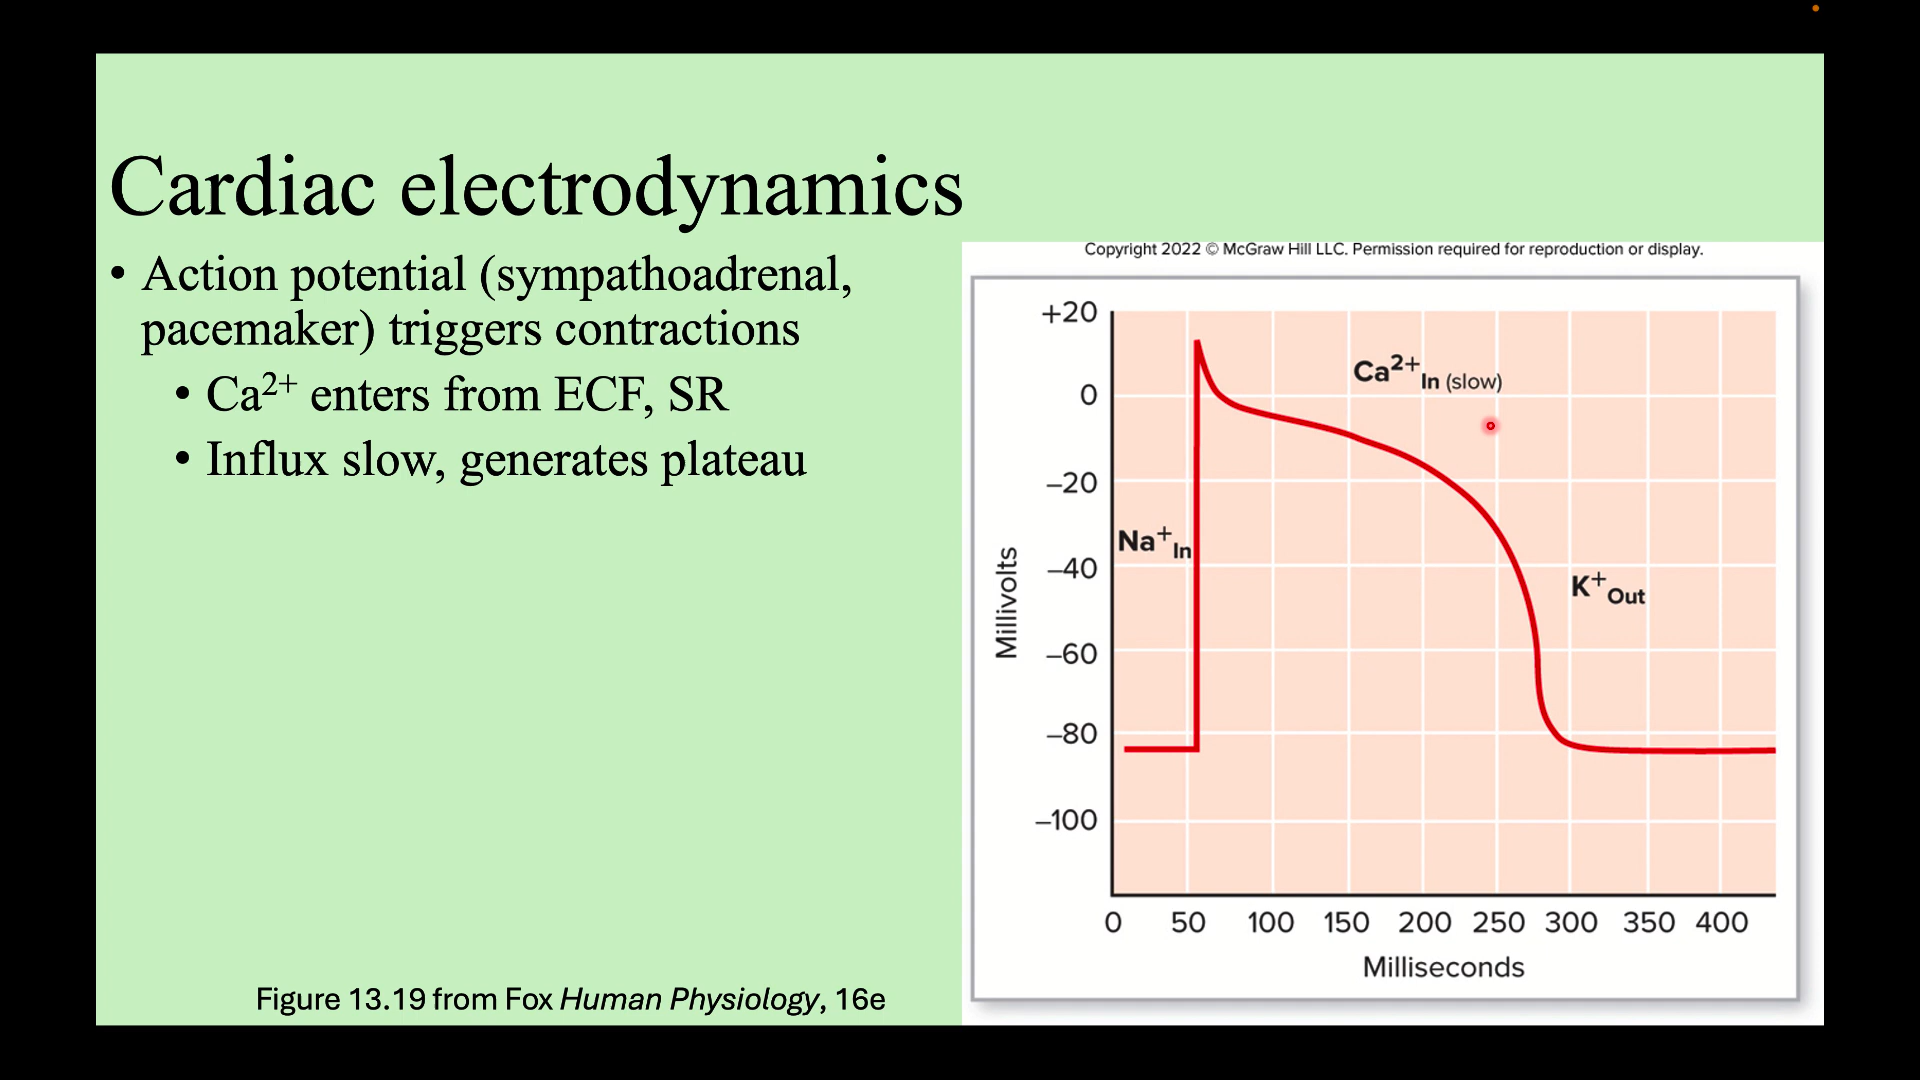 Cardiac electrodynamics
• Action potential (sympathoadrenal,
pacemaker) triggers contractions
• Ca²⁺ enters from ECF, SR
• Influx slow, generates plateau
Figure 13.19 from Fox Human Physiology, 16e
Copyright 2022 © McGraw Hill LLC. Permission required for reproduction or display.
+20
0
–20
–40
–60
–80
–100
Millivolts
Na⁺In
Ca²⁺In (slow)
K⁺Out
0 50 100 150 200 250 300 350 400
Milliseconds